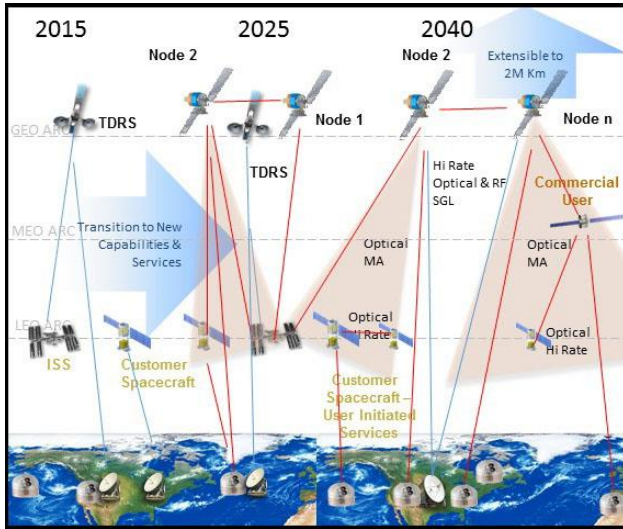 2015
2025
2040
Node 2
Node 2
Extensible to
2M Km
TDRS
Node 1
Node n
GEO ARC
TDRS
Hi Rate
Optical & RF
SGL
Commercial
User
Transition to New
Capabilities &
Services
MEO ARC
Optical
MA
Optical
MA
LEO ARC
Optical
Hi Rate
Optical
Hi Rate
ISS
Customer
Spacecraft
Customer
Spacecraft –
User Initiated
Services